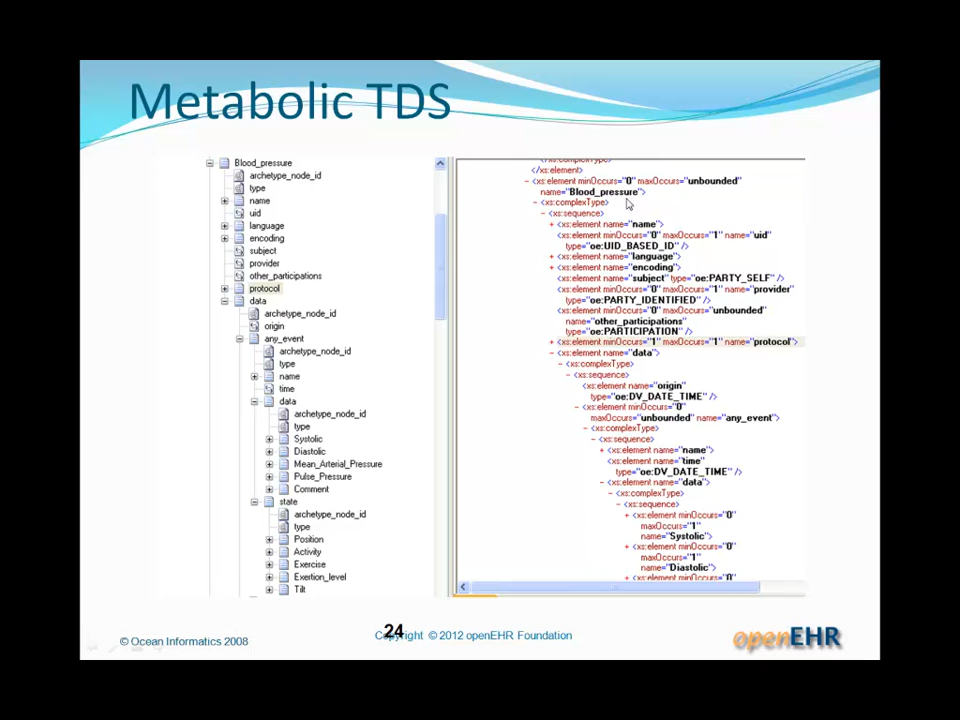 Metabolic TDS
Blood_pressure
archetype_node_id
type
name
uid
language
encoding
subject
provider
other_participations
protocol
data
archetype_node_id
origin
any_event
archetype_node_id
type
name
time
data
archetype_node_id
type
Systolic
Diastolic
Mean_Arterial_Pressure
Pulse_Pressure
Comment
state
archetype_node_id
type
Position
Activity
Exercise
Exertion_level
Tilt
</xs:complexType>
</xs:element>
- <xs:element minOccurs="0" maxOccurs="unbounded"
name="Blood_pressure">
- <xs:complexType>
- <xs:sequence>
+ <xs:element name="name">
<xs:element minOccurs="0" maxOccurs="1" name="uid"
type="oe:UID_BASED_ID" />
+ <xs:element name="language">
+ <xs:element name="encoding">
<xs:element name="subject" type="oe:PARTY_SELF" />
<xs:element minOccurs="0" maxOccurs="1" name="provider"
type="oe:PARTY_IDENTIFIED" />
<xs:element minOccurs="0" maxOccurs="unbounded"
name="other_participations"
type="oe:PARTICIPATION" />
+ <xs:element minOccurs="1" maxOccurs="1" name="protocol">
- <xs:element name="data">
- <xs:complexType>
- <xs:sequence>
<xs:element name="origin"
type="oe:DV_DATE_TIME" />
- <xs:element minOccurs="0"
maxOccurs="unbounded" name="any_event">
- <xs:complexType>
- <xs:sequence>
+ <xs:element name="name">
<xs:element name="time"
type="oe:DV_DATE_TIME" />
- <xs:element name="data">
- <xs:complexType>
- <xs:sequence>
+ <xs:element minOccurs="0"
maxOccurs="1"
name="Systolic">
+ <xs:element minOccurs="0"
maxOccurs="1"
name="Diastolic">
+ <xs:element minOccurs="0"
© Ocean Informatics 2008
24
Copyright © 2012 openEHR Foundation
openEHR